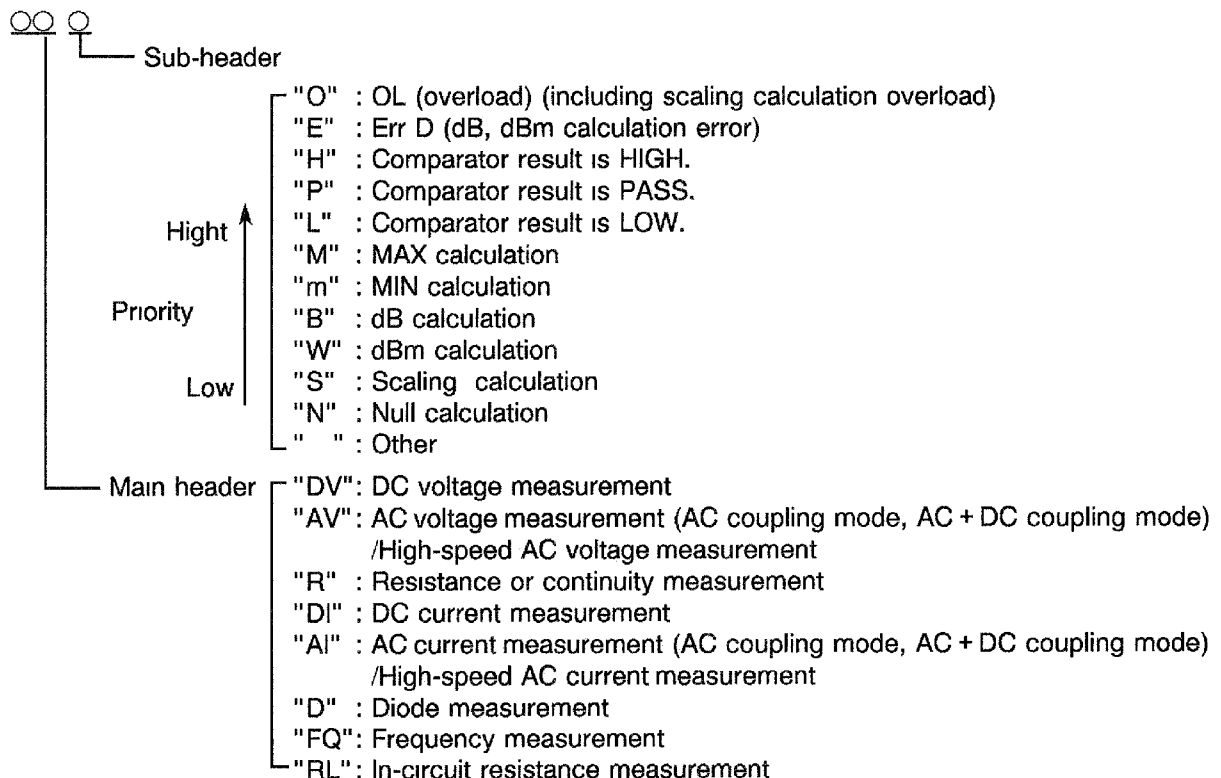 ○○ ○
Sub-header
"O" : OL (overload) (including scaling calculation overload)
"E" : Err D (dB, dBm calculation error)
"H" : Comparator result is HIGH.
"P" : Comparator result is PASS.
"L" : Comparator result is LOW.
Hight
"M" : MAX calculation
"m" : MIN calculation
Priority
"B" : dB calculation
"W" : dBm calculation
Low
"S" : Scaling calculation
"N" : Null calculation
" " : Other
Main header
"DV": DC voltage measurement
"AV": AC voltage measurement (AC coupling mode, AC + DC coupling mode)
/High-speed AC voltage measurement
"R" : Resistance or continuity measurement
"DI" : DC current measurement
"AI" : AC current measurement (AC coupling mode, AC + DC coupling mode)
/High-speed AC current measurement
"D" : Diode measurement
"FQ": Frequency measurement
"RL": In-circuit resistance measurement